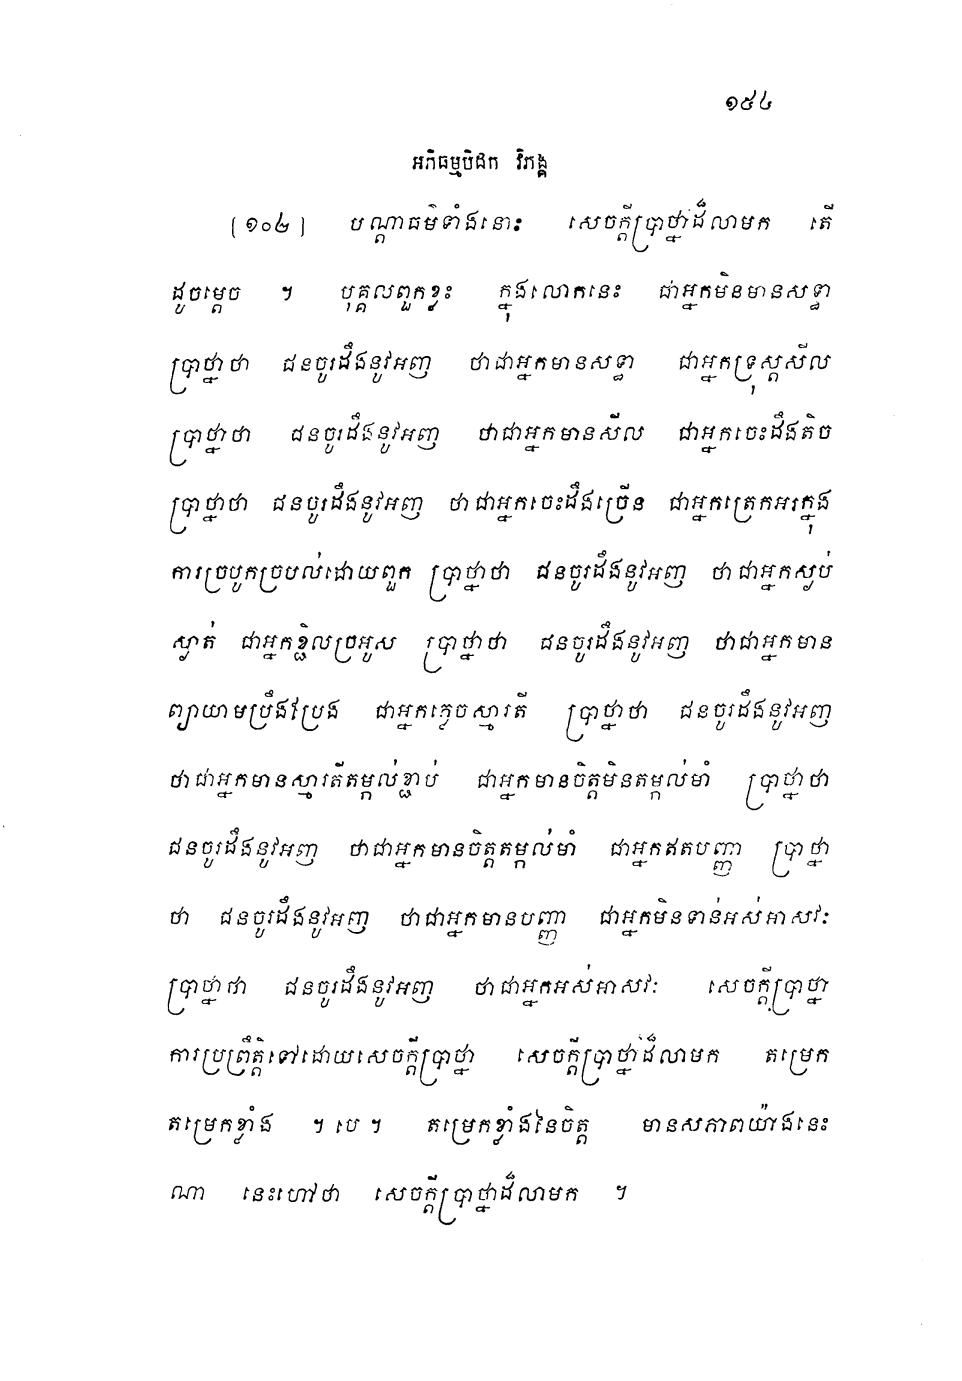 ១៥៤
អភិធម្មបិដក វិភង្គ
[១០៤] បណ្តាធម៌ទាំងនោះ សេចក្តីប្រាថ្នាដ៏លាមក តើ
ដូចម្តេច ។ បុគ្គលពួកខ្លះ ក្នុងលោកនេះ ជាអ្នកមិនមានសទ្ធា
ប្រាថ្នាថា ជនចូរដឹងនូវអញ ថាជាអ្នកមានសទ្ធា ជាអ្នកទ្រុស្តសីល
ប្រាថ្នាថា ជនចូរដឹងនូវអញ ថាជាអ្នកមានសីល ជាអ្នកចេះដឹងតិច
ប្រាថ្នាថា ជនចូរដឹងនូវអញ ថាជាអ្នកចេះដឹងច្រើន ជាអ្នកត្រេកអរក្នុង
ការច្របូកច្របល់ដោយពួក ប្រាថ្នាថា ជនចូរដឹងនូវអញ ថាជាអ្នកស្ងប់
ស្ងាត់ ជាអ្នកខ្ជិលច្រអូស ប្រាថ្នាថា ជនចូរដឹងនូវអញ ថាជាអ្នកមាន
ព្យាយាមប្រឹងប្រែង ជាអ្នកភ្លេចស្មារតី ប្រាថ្នាថា ជនចូរដឹងនូវអញ
ថាជាអ្នកមានស្មារតីតម្កល់ខ្ជាប់ ជាអ្នកមានចិត្តមិនតម្កល់មាំ ប្រាថ្នាថា
ជនចូរដឹងនូវអញ ថាជាអ្នកមានចិត្តតម្កល់មាំ ជាអ្នកឥតបញ្ញា ប្រាថ្នា
ថា ជនចូរដឹងនូវអញ ថាជាអ្នកមានបញ្ញា ជាអ្នកមិនទាន់អស់អាសវៈ
ប្រាថ្នាថា ជនចូរដឹងនូវអញ ថាជាអ្នកអស់អាសវៈ សេចក្តីប្រាថ្នា
ការប្រព្រឹត្តិទៅដោយសេចក្តីប្រាថ្នា សេចក្តីប្រាថ្នាដ៏លាមក តម្រេក
តម្រេកខ្លាំង ។ បេ ។ តម្រេកខ្លាំងនៃចិត្ត មានសភាពយ៉ាងនេះ
ណា នេះហៅថា សេចក្តីប្រាថ្នាដ៏លាមក ។